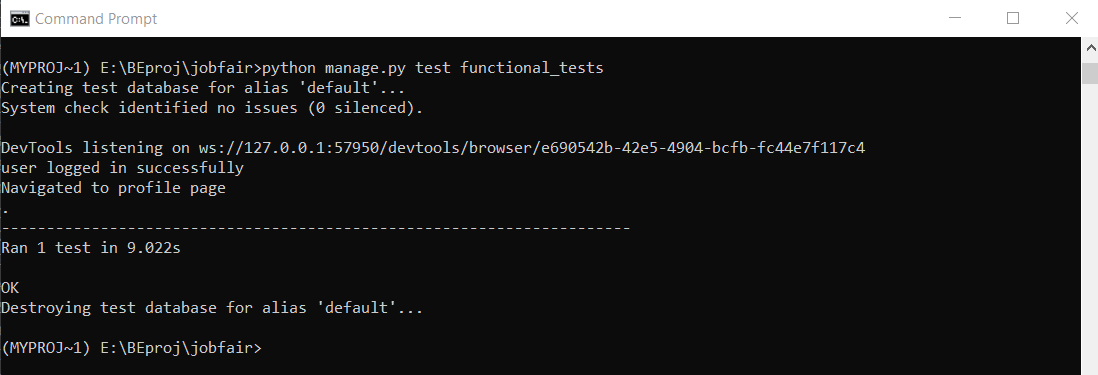 Command Prompt
(MYPROJ~1) E:\BEproj\jobfair>python manage.py test functional_tests
Creating test database for alias 'default'...
System check identified no issues (0 silenced).
DevTools listening on ws://127.0.0.1:57950/devtools/browser/e690542b-42e5-4904-bcfb-fc44e7f117c4
user logged in successfully
Navigated to profile page
.
----------------------------------------------------------------------
Ran 1 test in 9.022s
OK
Destroying test database for alias 'default'...
(MYPROJ~1) E:\BEproj\jobfair>